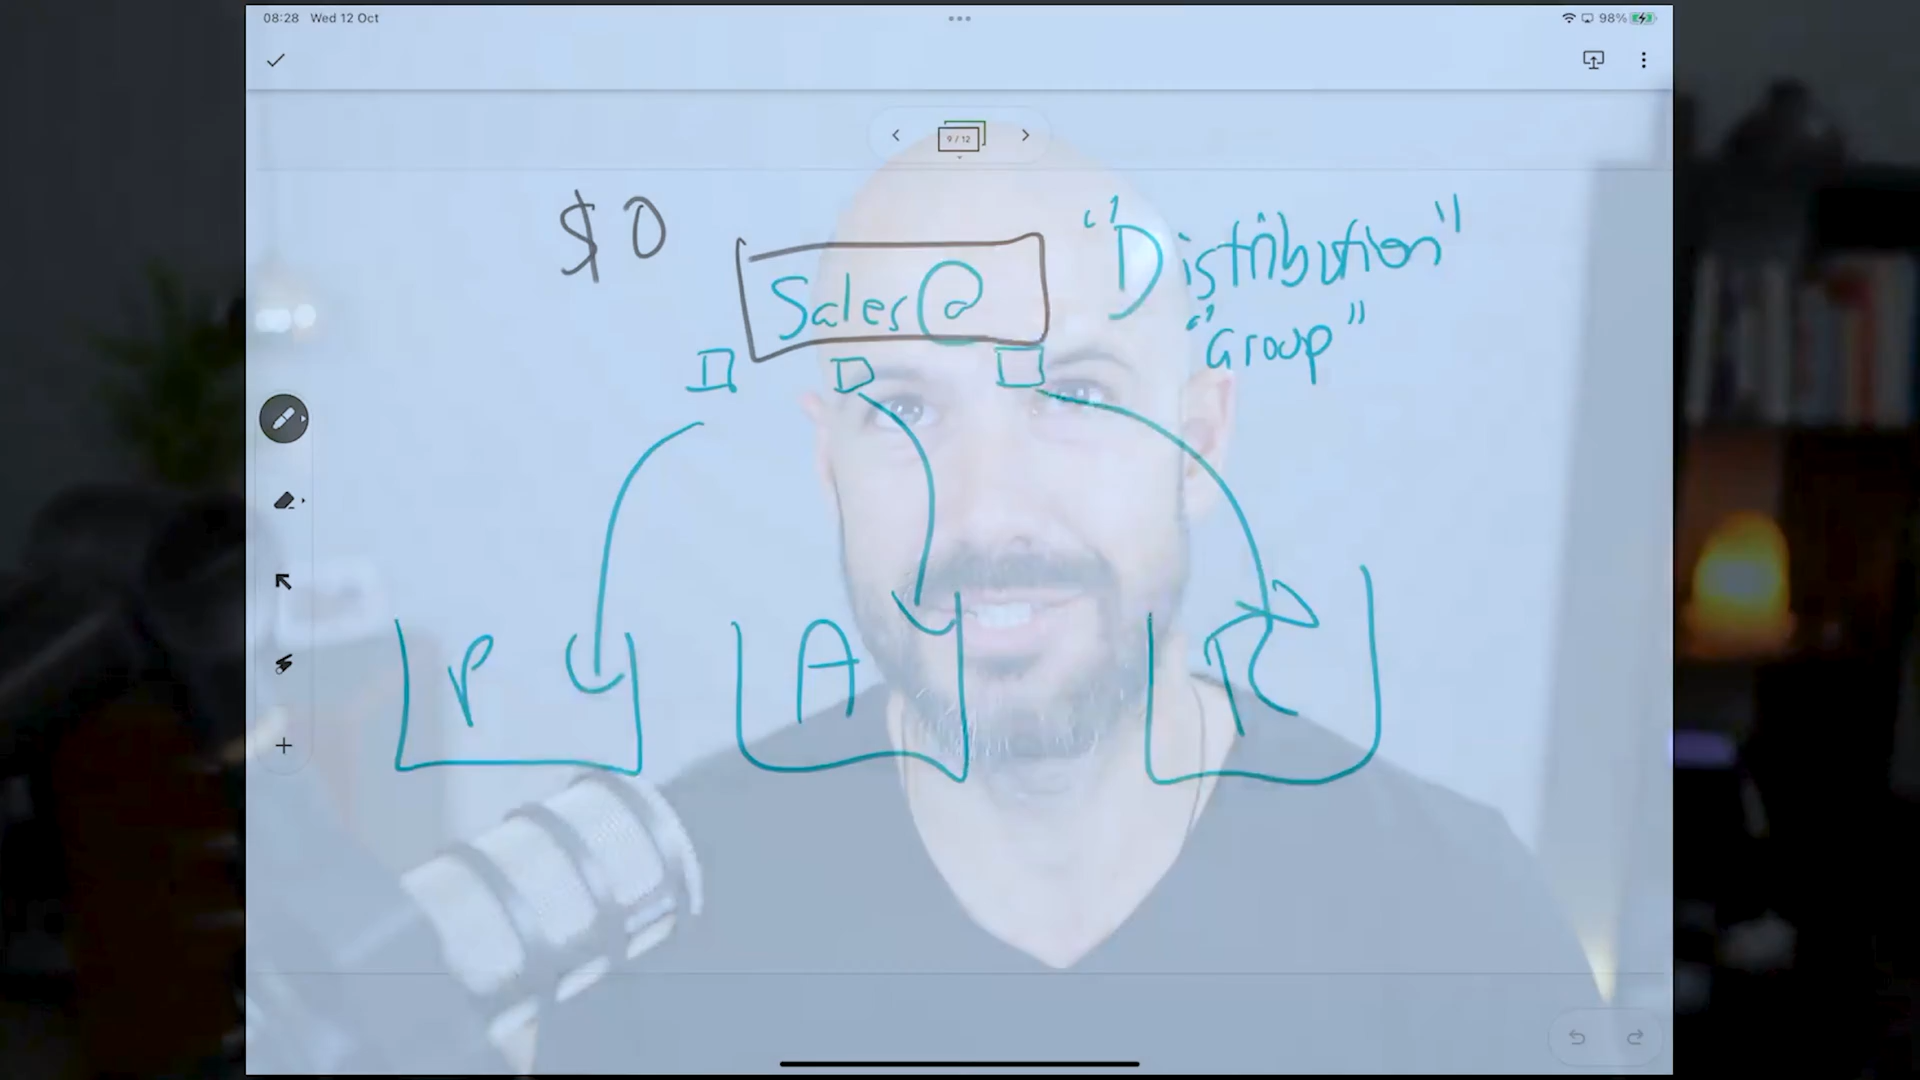 08:28 Wed 12 Oct
98%
9 / 12
$0
Sales@
"Distribution"
"Group"
P
A
R